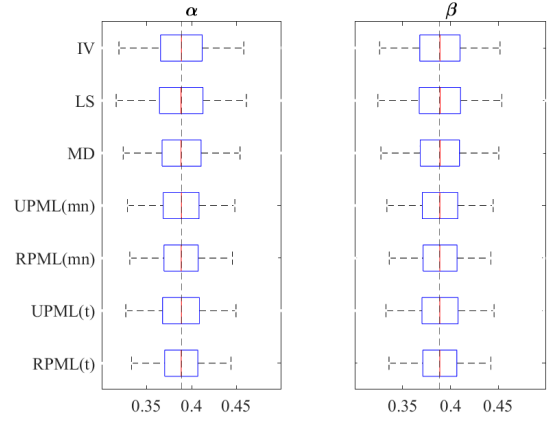 α
β
IV
LS
MD
UPML(mn)
RPML(mn)
UPML(t)
RPML(t)
0.35 0.4 0.45
0.35 0.4 0.45